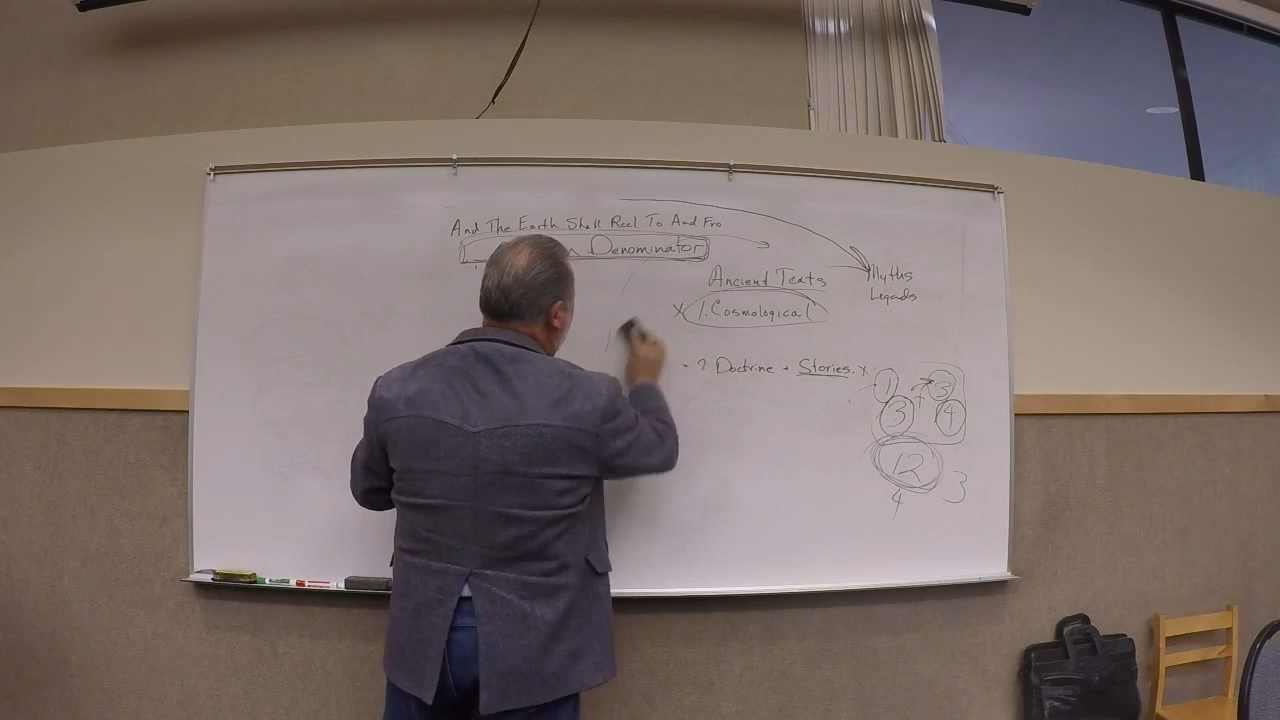 And The Earth Shall Reel To And Fro
Denominator
Ancient Texts
Myths
Legands
X 1. Cosmological
- 2 Doctrine + Stories. x
1 3
3 4
12
4 3